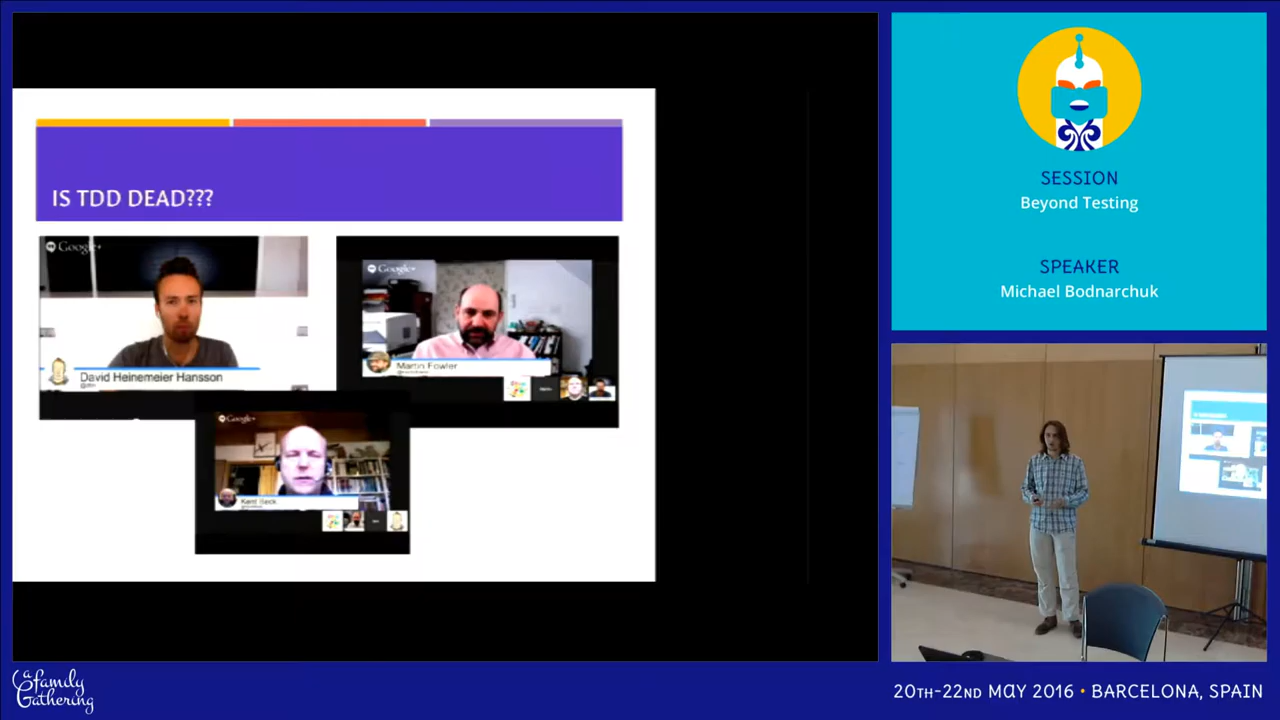 IS TDD DEAD???
Google+
David Heinemeier Hansson
Google+
Martin Fowler
Google+
Kent Beck
SESSION
Beyond Testing
SPEAKER
Michael Bodnarchuk
a family Gathering
20TH-22ND MAY 2016 • BARCELONA, SPAIN